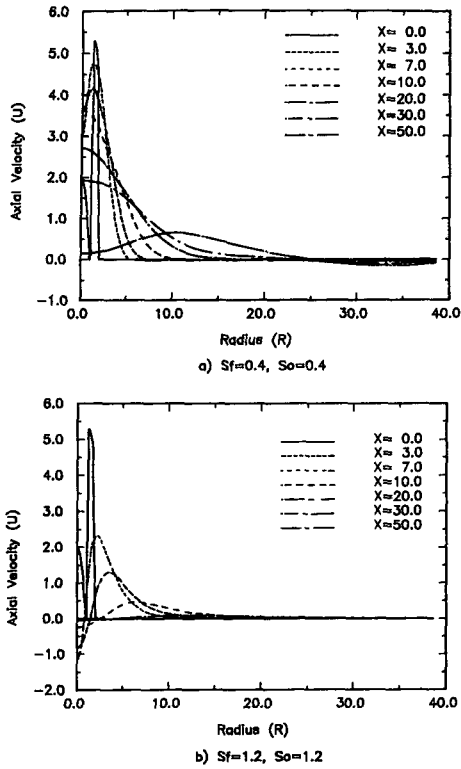 6.0
5.0
4.0
3.0
2.0
1.0
0.0
-1.0
Axial Velocity (U)
X≈ 0.0
X≈ 3.0
X≈ 7.0
X≈10.0
X≈20.0
X≈30.0
X≈50.0
0.0 10.0 20.0 30.0 40.0
Radius (R)
a) Sf=0.4, So=0.4
6.0
5.0
4.0
3.0
2.0
1.0
0.0
-1.0
-2.0
Axial Velocity (U)
X≈ 0.0
X≈ 3.0
X≈ 7.0
X≈10.0
X≈20.0
X≈30.0
X≈50.0
0.0 10.0 20.0 30.0 40.0
Radius (R)
b) Sf=1.2, So=1.2